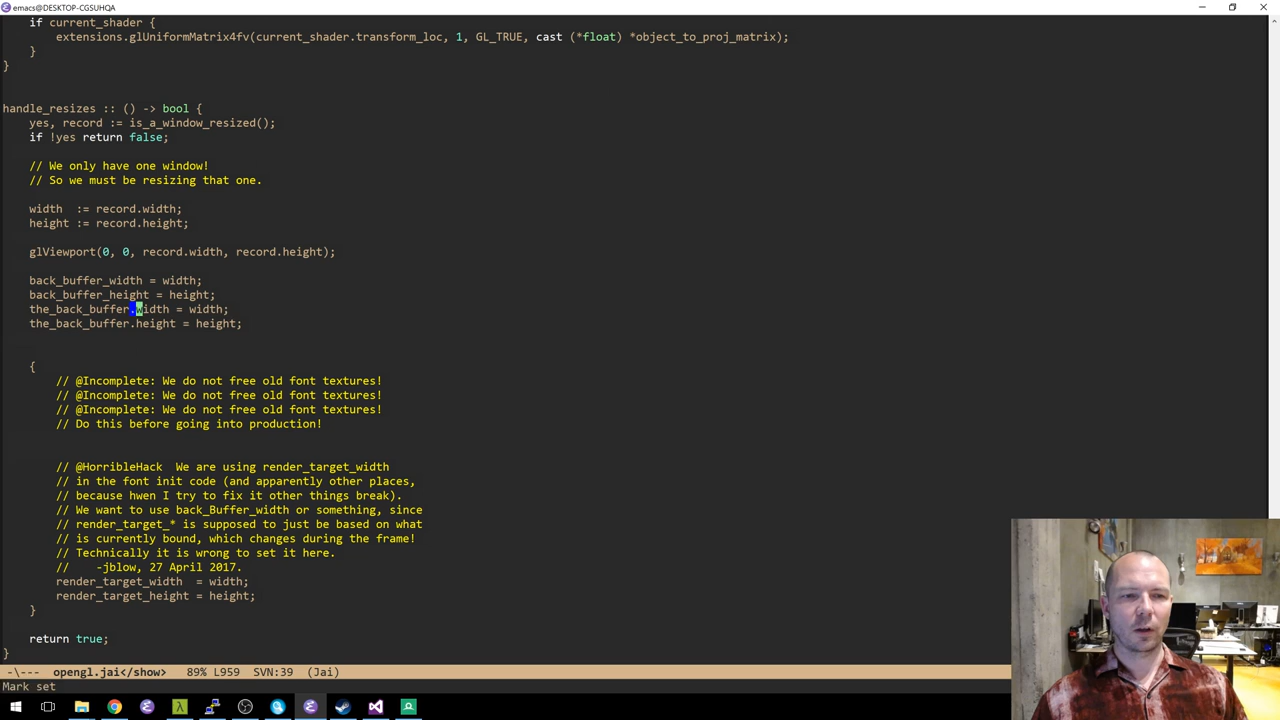 emacs@DESKTOP-CGSUHQA
if current_shader {
extensions.glUniformMatrix4fv(current_shader.transform_loc, 1, GL_TRUE, cast (*float) *object_to_proj_matrix);
}
}
handle_resizes :: () -> bool {
yes, record := is_a_window_resized();
if !yes return false;
// We only have one window!
// So we must be resizing that one.
width  := record.width;
height := record.height;
glViewport(0, 0, record.width, record.height);
back_buffer_width = width;
back_buffer_height = height;
the_back_buffer.width = width;
the_back_buffer.height = height;
{
// @Incomplete: We do not free old font textures!
// @Incomplete: We do not free old font textures!
// @Incomplete: We do not free old font textures!
// Do this before going into production!
// @HorribleHack  We are using render_target_width
// in the font init code (and apparently other places,
// because hwen I try to fix it other things break).
// We want to use back_Buffer_width or something, since
// render_target_* is supposed to just be based on what
// is currently bound, which changes during the frame!
// Technically it is wrong to set it here.
//    -jblow, 27 April 2017.
render_target_width  = width;
render_target_height = height;
}
return true;
}
-\--- opengl.jai</show> 89% L959 SVN:39 (Jai)
Mark set